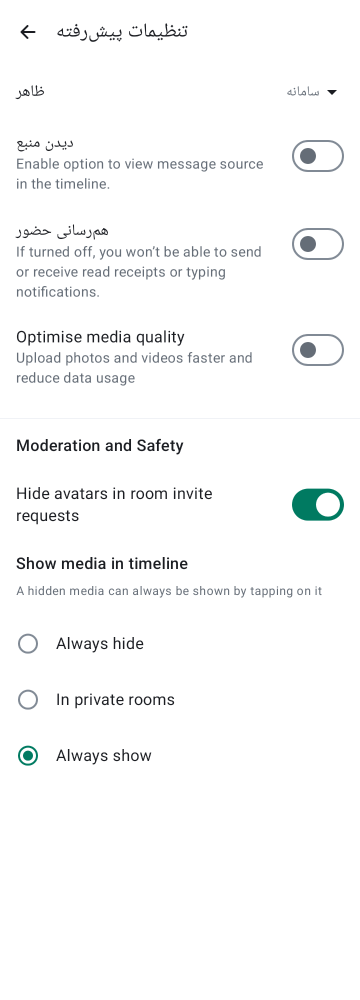 تنظیمات پیش‌رفته
ظاهر
سامانه
دیدن منبع
Enable option to view message source
in the timeline.
هم‌رسانی حضور
If turned off, you won’t be able to send
or receive read receipts or typing
notifications.
Optimise media quality
Upload photos and videos faster and
reduce data usage
Moderation and Safety
Hide avatars in room invite
requests
Show media in timeline
A hidden media can always be shown by tapping on it
Always hide
In private rooms
Always show